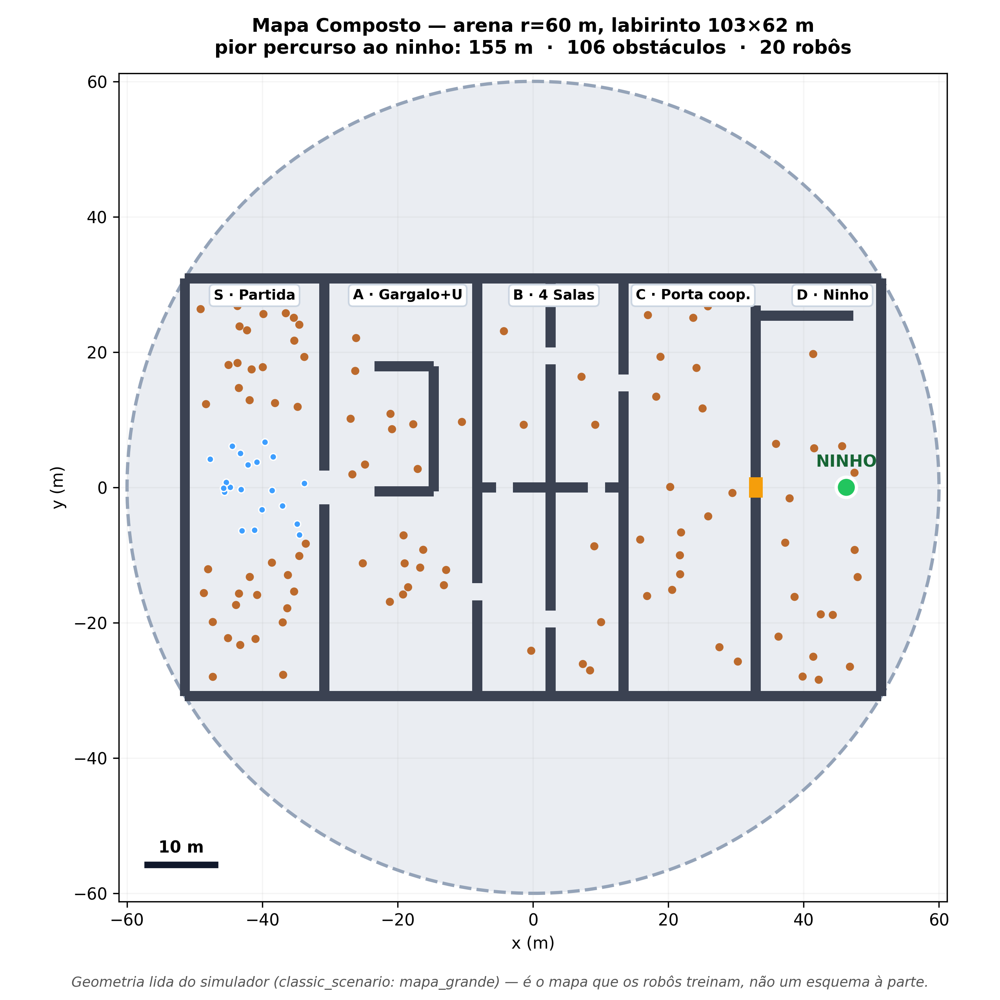 Mapa Composto — arena r=60 m, labirinto 103×62 m
pior percurso ao ninho: 155 m · 106 obstáculos · 20 robôs
60
40
20
0
−20
−40
−60
y (m)
S · Partida
A · Gargalo+U
B · 4 Salas
C · Porta coop.
D · Ninho
NINHO
10 m
−60
−40
−20
0
20
40
60
x (m)
Geometria lida do simulador (classic_scenario: mapa_grande) — é o mapa que os robôs treinam, não um esquema à parte.